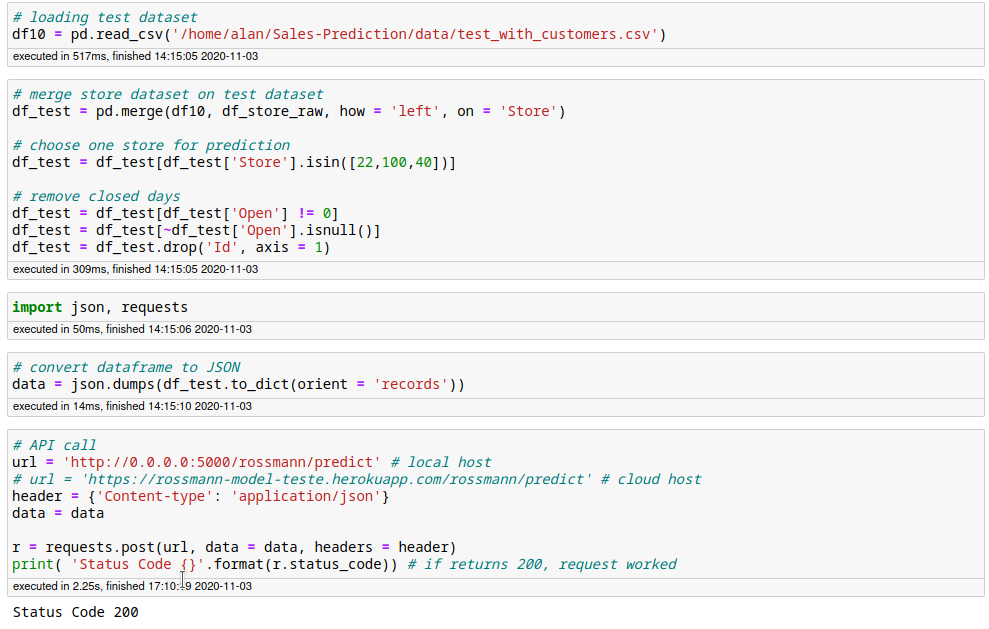 # loading test dataset
df10 = pd.read_csv('/home/alan/Sales-Prediction/data/test_with_customers.csv')
executed in 517ms, finished 14:15:05 2020-11-03
# merge store dataset on test dataset
df_test = pd.merge(df10, df_store_raw, how = 'left', on = 'Store')
# choose one store for prediction
df_test = df_test[df_test['Store'].isin([22,100,40])]
# remove closed days
df_test = df_test[df_test['Open'] != 0]
df_test = df_test[~df_test['Open'].isnull()]
df_test = df_test.drop('Id', axis = 1)
executed in 309ms, finished 14:15:05 2020-11-03
import json, requests
executed in 50ms, finished 14:15:06 2020-11-03
# convert dataframe to JSON
data = json.dumps(df_test.to_dict(orient = 'records'))
executed in 14ms, finished 14:15:10 2020-11-03
# API call
url = 'http://0.0.0.0:5000/rossmann/predict' # local host
# url = 'https://rossmann-model-teste.herokuapp.com/rossmann/predict' # cloud host
header = {'Content-type': 'application/json'}
data = data
r = requests.post(url, data = data, headers = header)
print( 'Status Code {}'.format(r.status_code)) # if returns 200, request worked
executed in 2.25s, finished 2020-11-03
Status Code 200